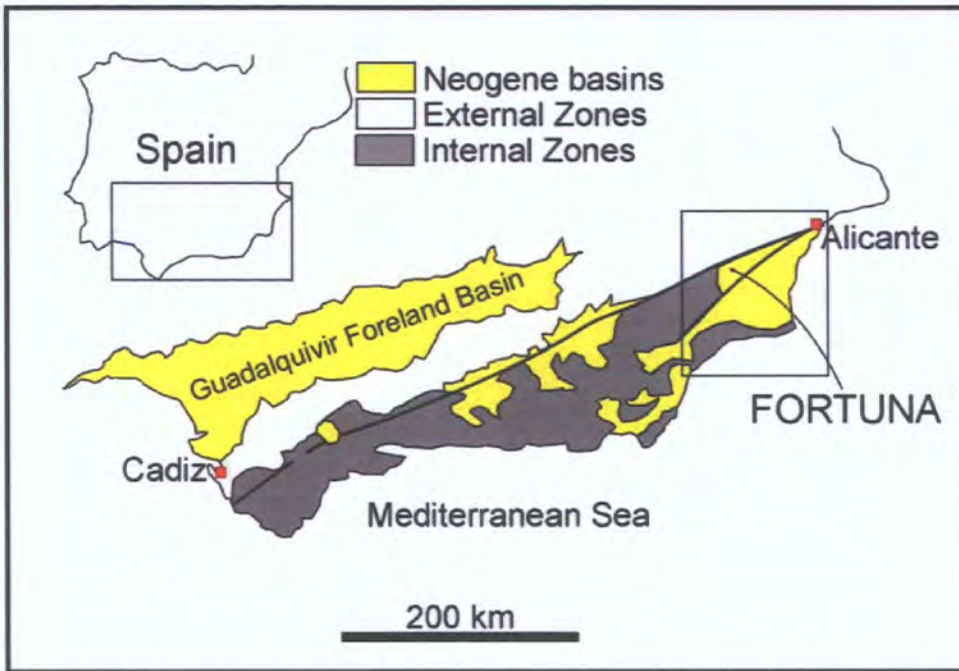 Neogene basins
External Zones
Internal Zones
Spain
Alicante
Guadalquivir Foreland Basin
FORTUNA
Cadiz
Mediterranean Sea
200 km